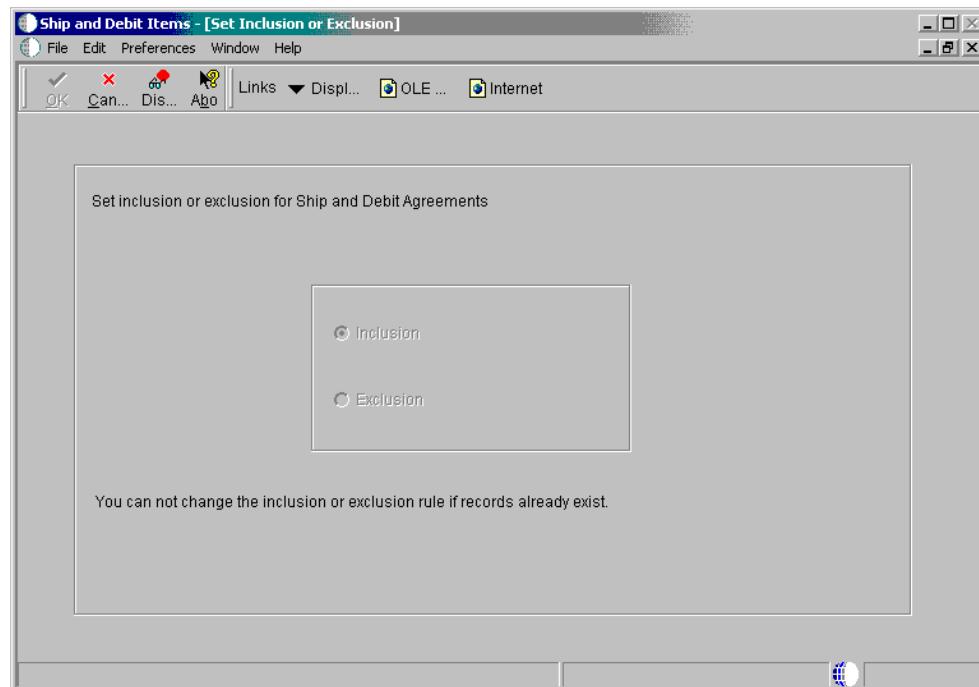 Ship and Debit Items - [Set Inclusion or Exclusion]
File Edit Preferences Window Help
OK Can... Dis... Abo Links Displ... OLE ... Internet
Set inclusion or exclusion for Ship and Debit Agreements
Inclusion
Exclusion
You can not change the inclusion or exclusion rule if records already exist.